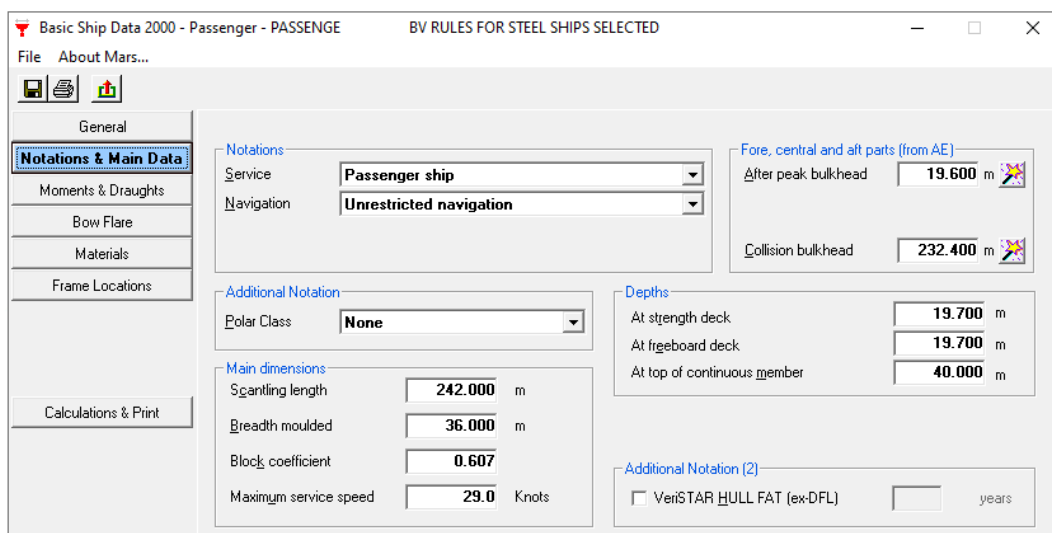 Basic Ship Data 2000 - Passenger - PASSENGE BV RULES FOR STEEL SHIPS SELECTED
File About Mars...
General
Notations & Main Data
Moments & Draughts
Bow Flare
Materials
Frame Locations
Calculations & Print
Notations
Service Passenger ship
Navigation Unrestricted navigation
Fore, central and aft parts (from AE)
After peak bulkhead 19.600 m
Collision bulkhead 232.400 m
Additional Notation
Polar Class None
Depths
At strength deck 19.700 m
At freeboard deck 19.700 m
At top of continuous member 40.000 m
Main dimensions
Scantling length 242.000 m
Breadth moulded 36.000 m
Block coefficient 0.607
Maximum service speed 29.0 Knots
Additional Notation (2)
VeriSTAR HULL FAT (ex-DFL) years